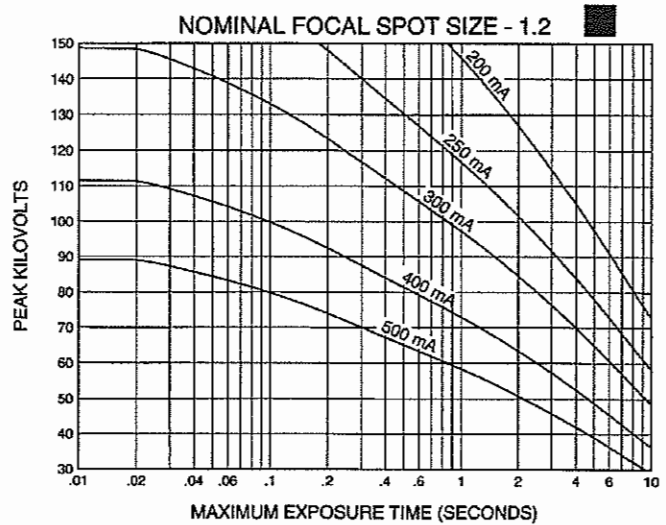 NOMINAL FOCAL SPOT SIZE - 1.2
150
140
130
120
110
100
90
80
70
60
50
40
30
PEAK KILOVOLTS
200 mA
250 mA
300 mA
400 mA
500 mA
.01 .02 .04 .06 .1 .2 .4 .6 1 2 4 6 10
MAXIMUM EXPOSURE TIME (SECONDS)